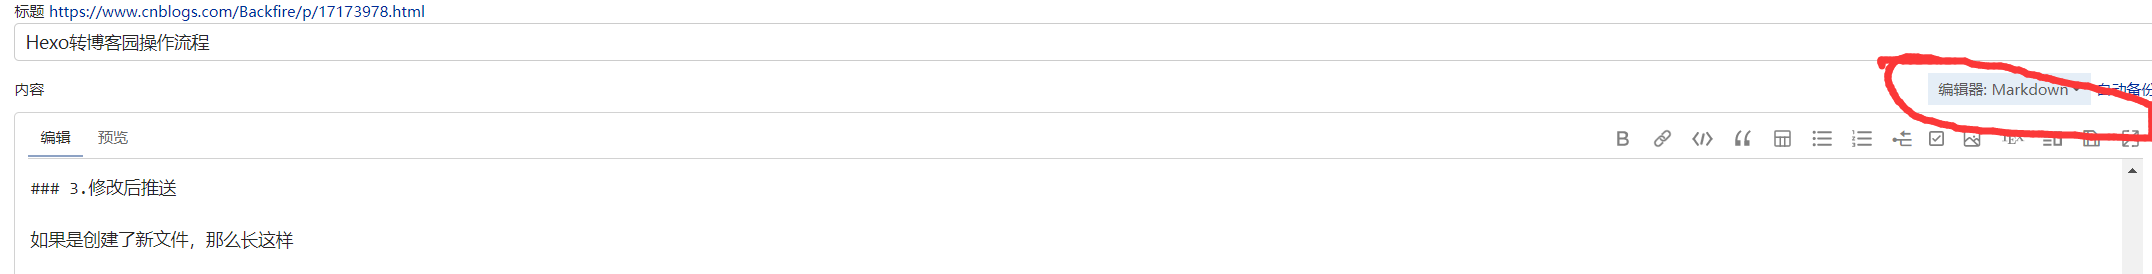 标题 https://www.cnblogs.com/Backfire/p/17173978.html
Hexo转博客园操作流程
内容
编辑器: Markdown 自动备份
编辑 预览
### 3.修改后推送
如果是创建了新文件，那么长这样